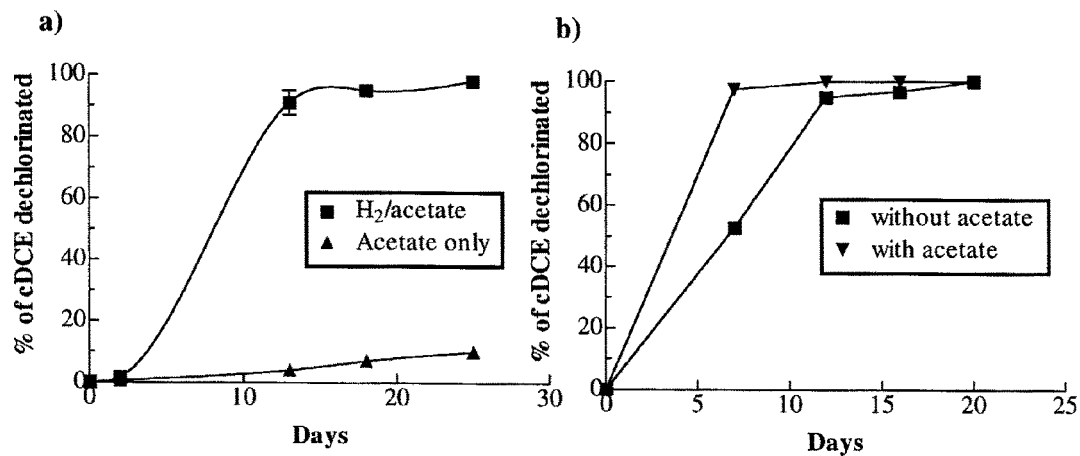 a)
% of cDCE dechlorinated
100
80
60
40
20
0
0
10
20
30
Days
H₂/acetate
Acetate only
b)
% of cDCE dechlorinated
100
80
60
40
20
0
0
5
10
15
20
25
Days
without acetate
with acetate